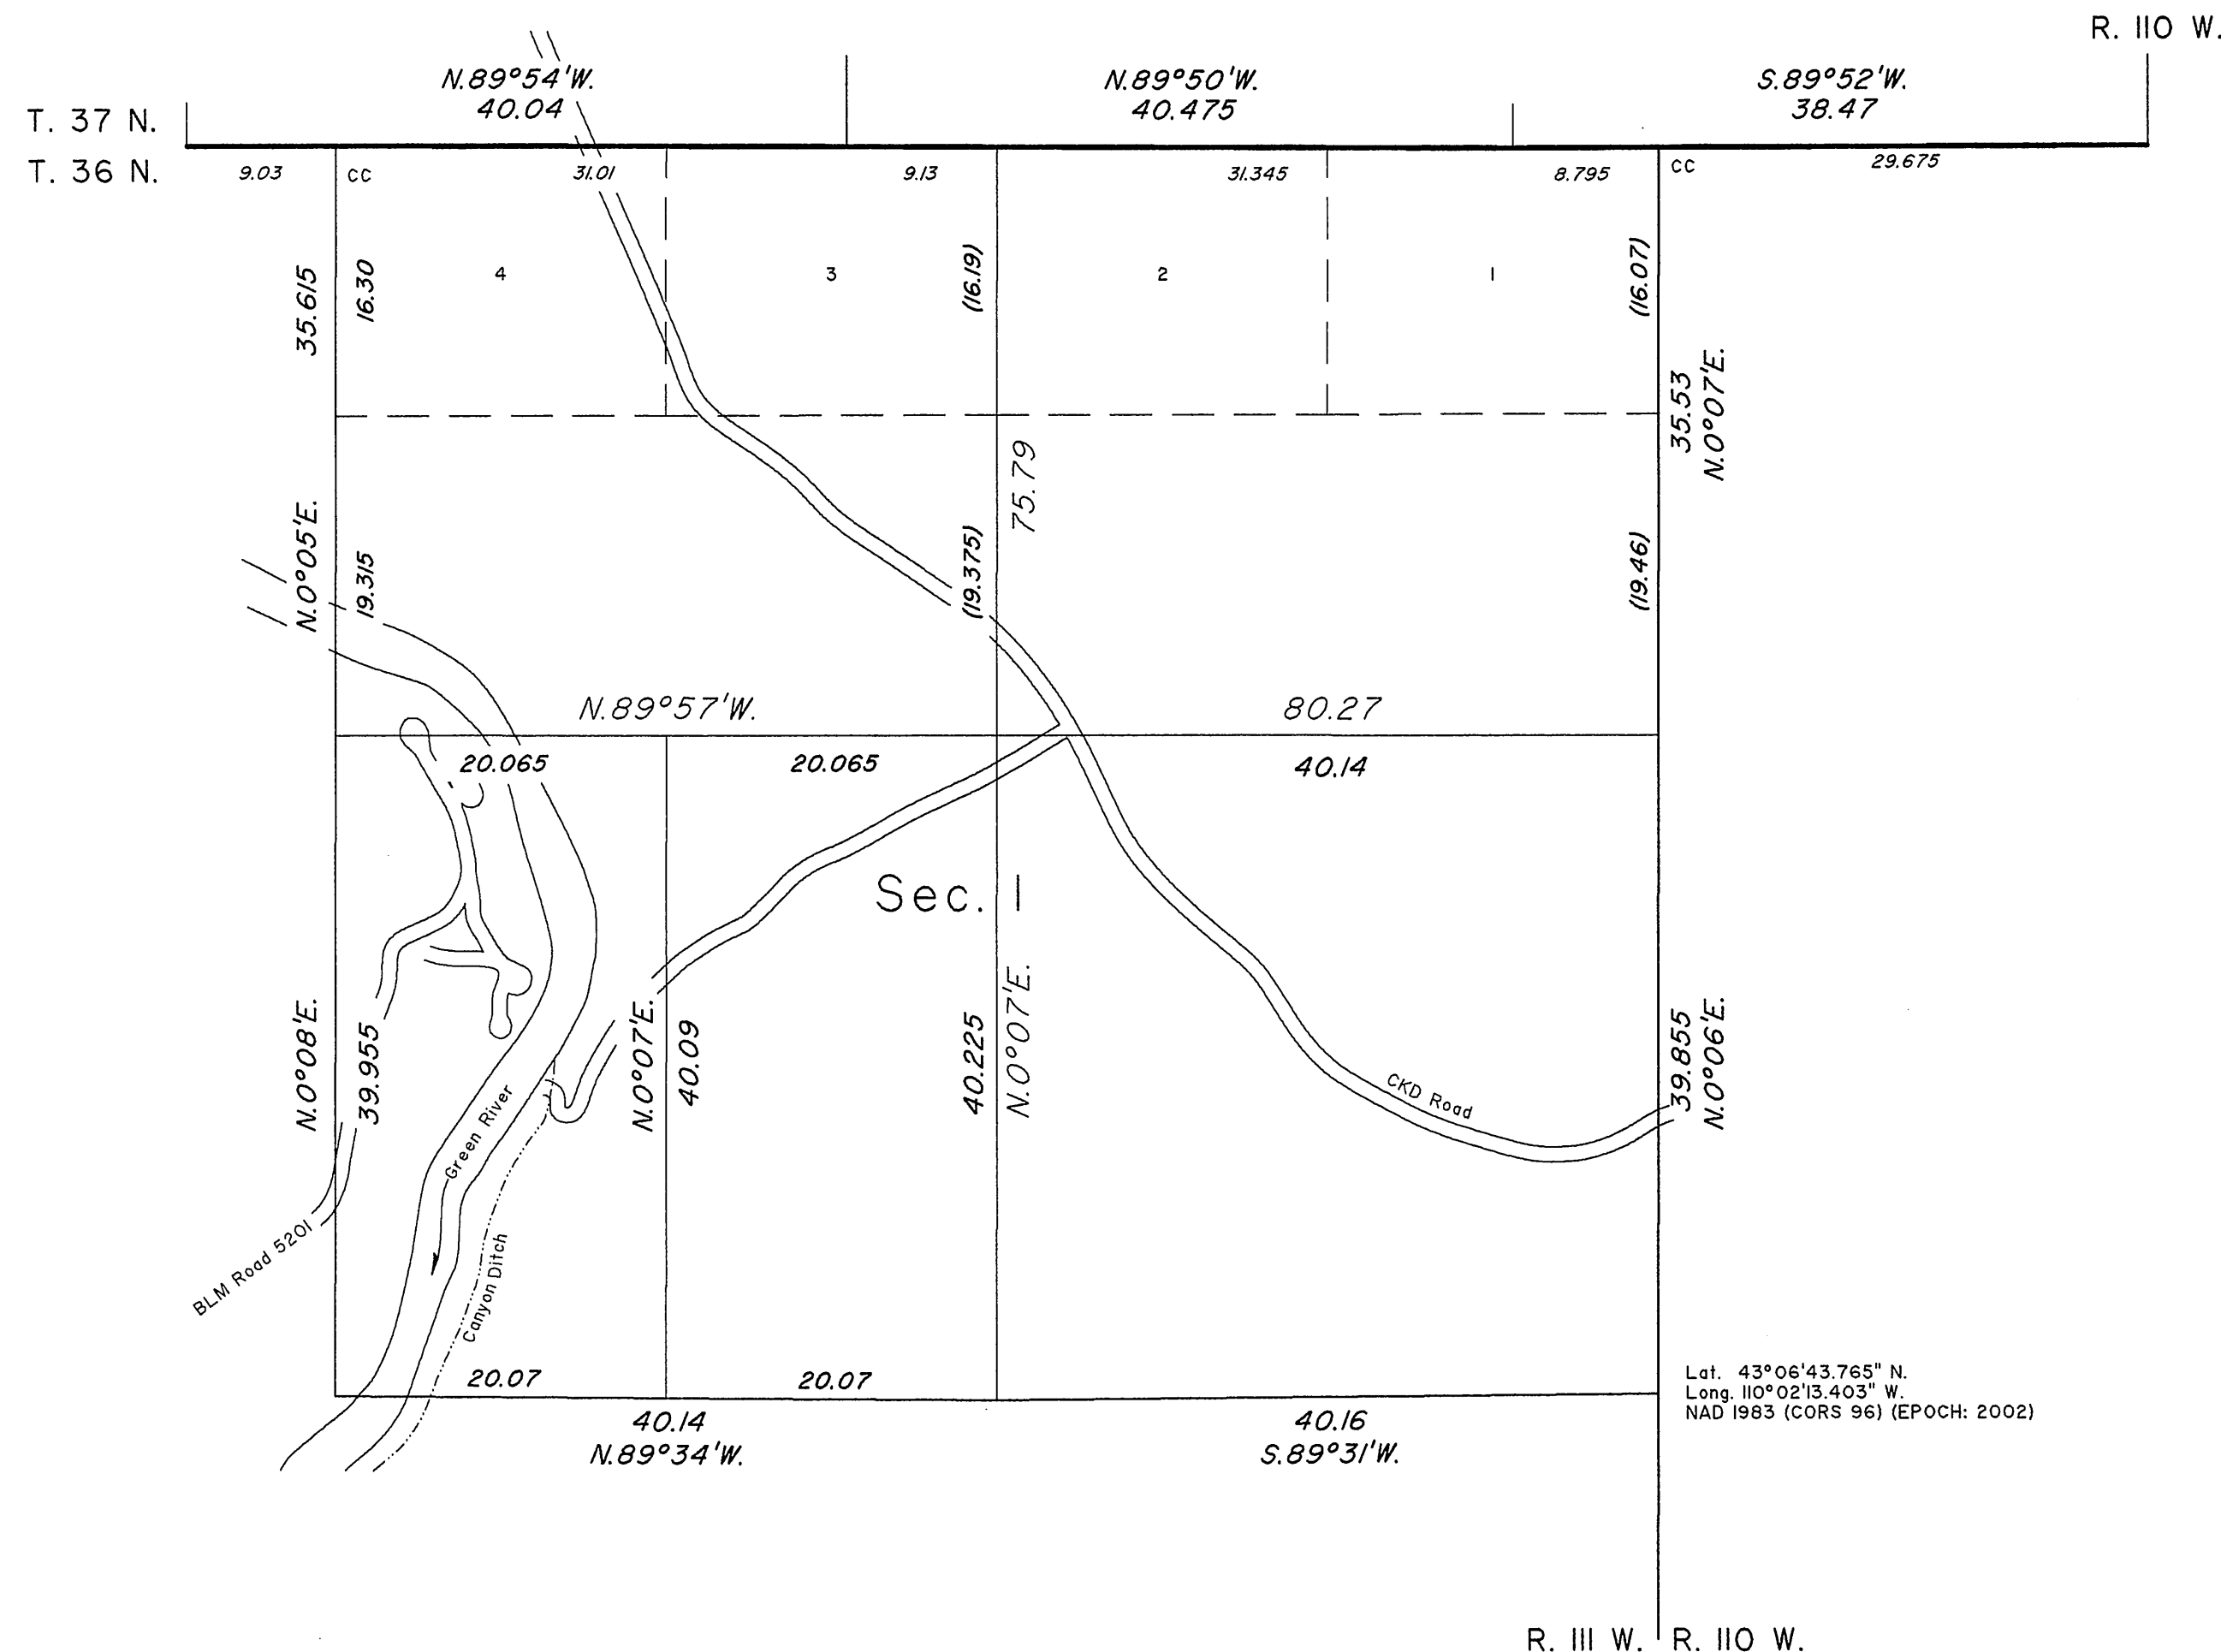 R. 110 W.
N.89°54'W.
40.04
N.89°50'W.
40.475
S.89°52'W.
38.47
T. 37 N.
T. 36 N.
9.03
CC
31.01
9.13
31.345
8.795
CC
29.675
35.615
16.30
4
3
(16.19)
2
1
(16.07)
35.53
N.0°07'E.
75.79
N.0°05'E.
19.315
(19.375)
(19.46)
N.89°57'W.
80.27
20.065
20.065
40.14
Sec. 1
N.0°08'E.
39.955
N.0°07'E.
40.09
40.225
N.0°07'E.
39.855
N.0°06'E.
CKD Road
Green River
BLM Road 5201
Canyon Ditch
20.07
20.07
40.14
N.89°34'W.
40.16
S.89°31'W.
Lat. 43°06'43.765" N.
Long. 110°02'13.403" W.
NAD 1983 (CORS 96) (EPOCH: 2002)
R. 111 W.
R. 110 W.